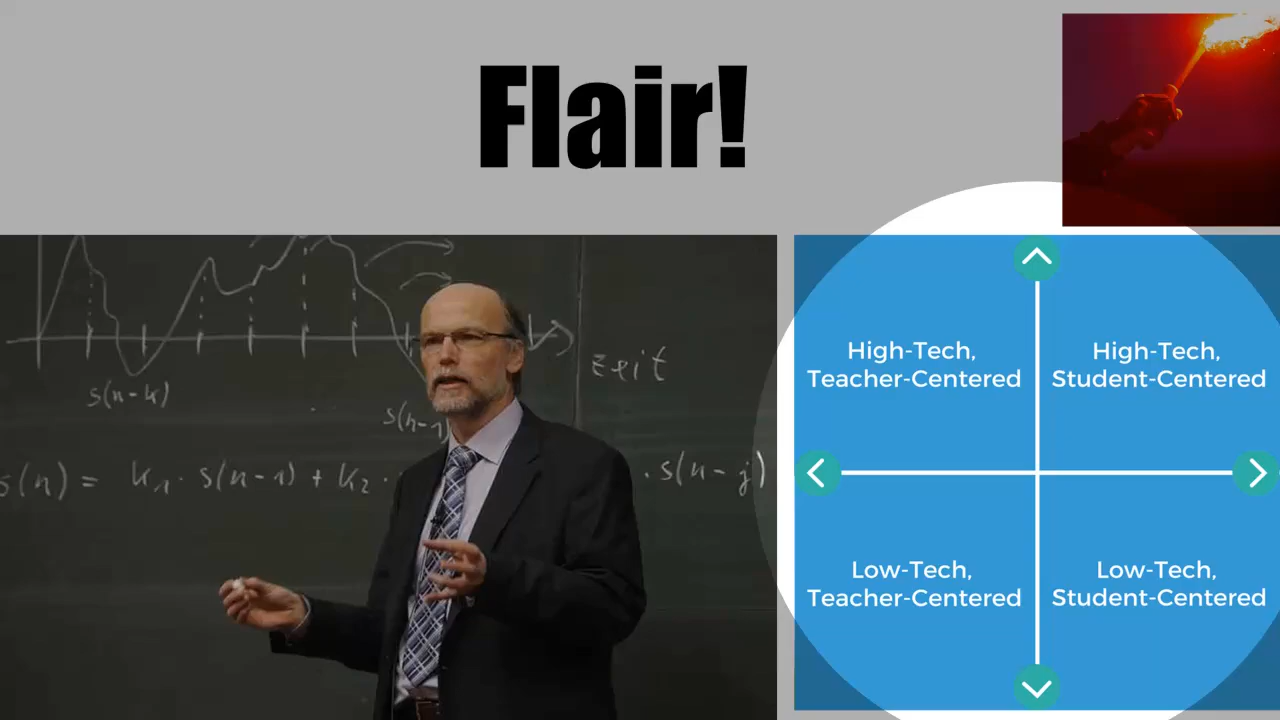 Flair!
s(n-k)
s(n-1)
zeit
s(n) = k₁· s(n-1) + k₂ ·
· s(n-j)
High-Tech,
Teacher-Centered
High-Tech,
Student-Centered
Low-Tech,
Teacher-Centered
Low-Tech,
Student-Centered